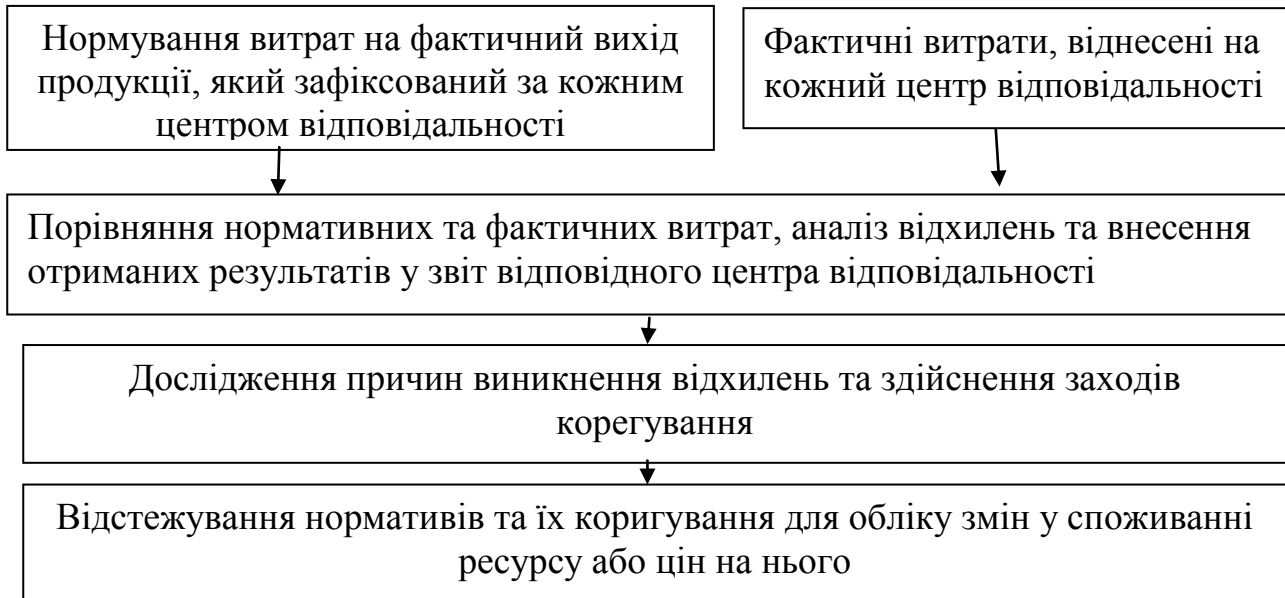 Нормування витрат на фактичний вихід
продукції, який зафіксований за кожним
центром відповідальності
Фактичні витрати, віднесені на
кожний центр відповідальності
Порівняння нормативних та фактичних витрат, аналіз відхилень та внесення
отриманих результатів у звіт відповідного центра відповідальності
Дослідження причин виникнення відхилень та здійснення заходів
корегування
Відстежування нормативів та їх коригування для обліку змін у споживанні
ресурсу або цін на нього